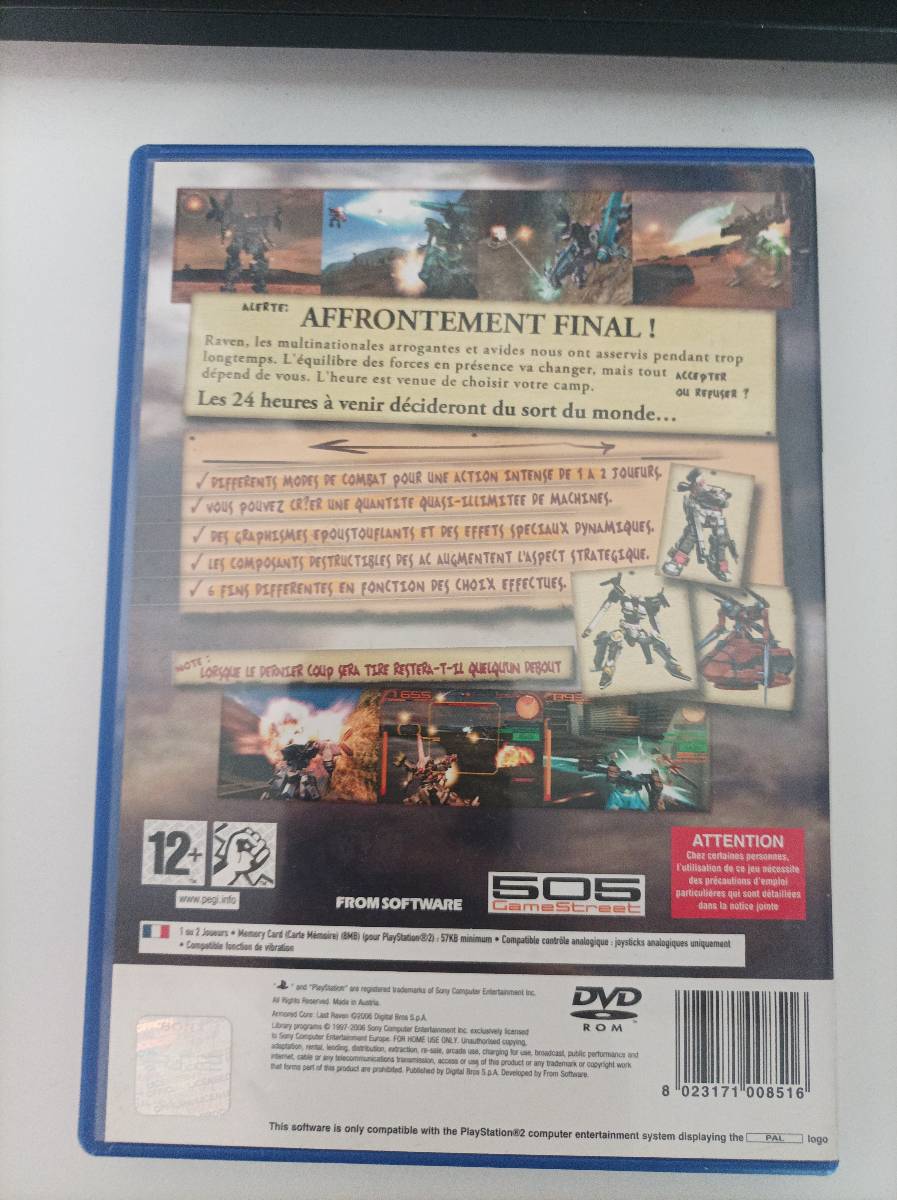 ALERTE:
AFFRONTEMENT FINAL !
Raven, les multinationales arrogantes et avides nous ont asservis pendant trop
longtemps. L'équilibre des forces en présence va changer, mais tout
dépend de vous. L'heure est venue de choisir votre camp.
ACCEPTER
OU REFUSER ?
Les 24 heures à venir décideront du sort du monde...
✓ DIFFERENTS MODES DE COMBAT POUR UNE ACTION INTENSE DE 1 A 2 JOUEURS.
✓ VOUS POUVEZ CR?ER UNE QUANTITE QUASI-ILLIMITEE DE MACHINES.
✓ DES GRAPHISMES EPOUSTOUFLANTS ET DES EFFETS SPECIAUX DYNAMIQUES.
✓ LES COMPOSANTS DESTRUCTIBLES DES AC AUGMENTENT L'ASPECT STRATEGIQUE.
✓ 6 FINS DIFFERENTES EN FONCTION DES CHOIX EFFECTUES.
NOTE:
LORSQUE LE DERNIER COUP SERA TIRE RESTERA-T-IL QUELQU'UN DEBOUT
1655
12+
www.pegi.info
FROMSOFTWARE
505
GameStreet
ATTENTION
Chez certaines personnes,
l'utilisation de ce jeu nécessite
des précautions d'emploi
particulières qui sont détaillées
dans la notice jointe
1 ou 2 Joueurs • Memory Card (Carte Mémoire) (8MB) (pour PlayStation®2) : 57KB minimum • Compatible contrôle analogique : joysticks analogiques uniquement
• Compatible fonction de vibration
" " and "PlayStation" are registered trademarks of Sony Computer Entertainment Inc.
All Rights Reserved. Made in Austria.
Armored Core: Last Raven ©2006 Digital Bros S.p.A.
Library programs © 1997-2006 Sony Computer Entertainment Inc. exclusively licensed
to Sony Computer Entertainment Europe. FOR HOME USE ONLY. Unauthorised copying,
adaptation, rental, lending, distribution, extraction, re-sale, arcade use, charging for use, broadcast, public performance and
internet, cable or any telecommunications transmission, access or use of this product or any trademark or copyright work
that forms part of this product are prohibited. Published by Digital Bros S.p.A. Developed by From Software.
DVD
ROM
8 023171 008516
This software is only compatible with the PlayStation®2 computer entertainment system displaying the PAL logo